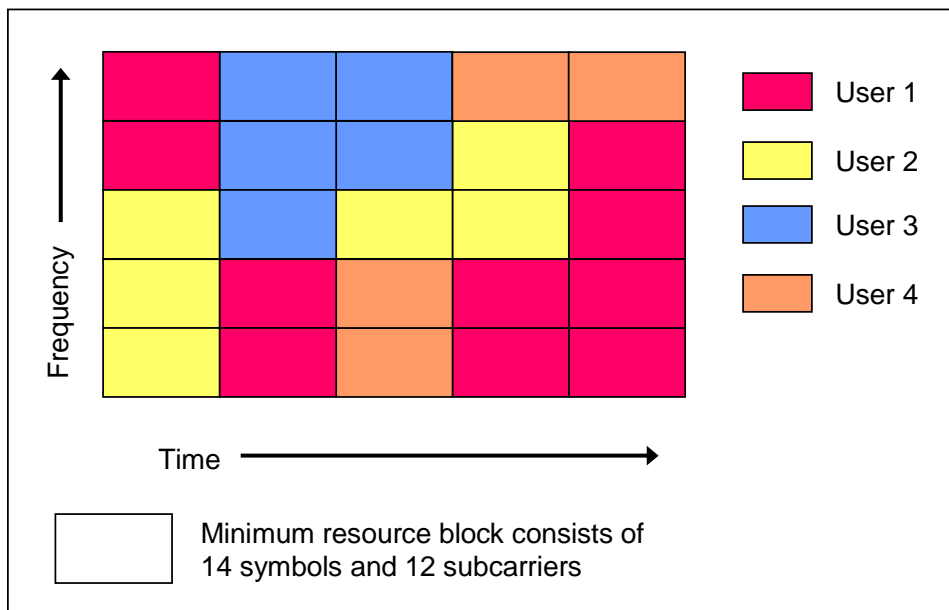 User 1
User 2
User 3
User 4
Frequency
Time
Minimum resource block consists of
14 symbols and 12 subcarriers